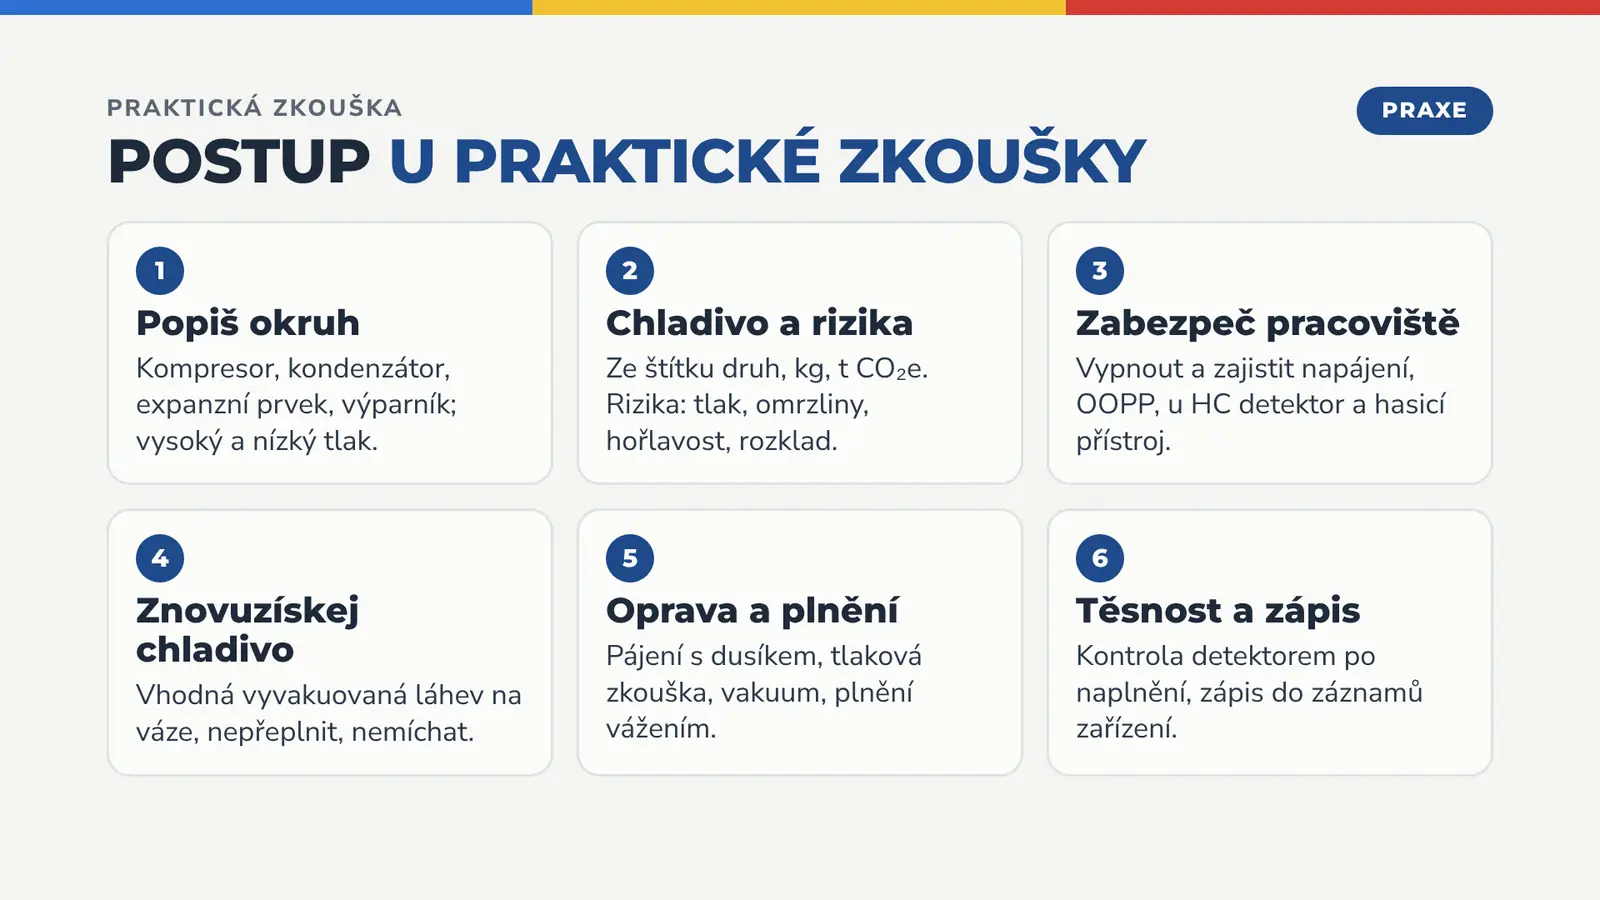 PRAKTICKÁ ZKOUŠKA
PRAXE
POSTUP U PRAKTICKÉ ZKOUŠKY
1
Popiš okruh
Kompresor, kondenzátor,
expanzní prvek, výparník;
vysoký a nízký tlak.
2
Chladivo a rizika
Ze štítku druh, kg, t CO₂e.
Rizika: tlak, omrzliny,
hořlavost, rozklad.
3
Zabezpeč pracoviště
Vypnout a zajistit napájení,
OOPP, u HC detektor a hasicí
přístroj.
4
Znovuzískej
chladivo
Vhodná vyvakuovaná láhev na
váze, nepřeplnit, nemíchat.
5
Oprava a plnění
Pájení s dusíkem, tlaková
zkouška, vakuum, plnění
vážením.
6
Těsnost a zápis
Kontrola detektorem po
naplnění, zápis do záznamů
zařízení.